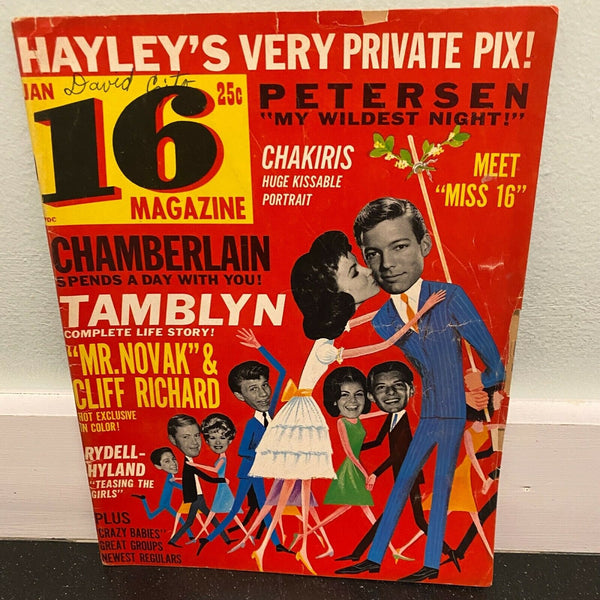 HAYLEY'S VERY PRIVATE PIX!
JAN
David
16
25¢
MAGAZINE
PETERSEN
"MY WILDEST NIGHT!"
CHAKIRIS
HUGE KISSABLE
PORTRAIT
MEET
"MISS 16"
CHAMBERLAIN
SPENDS A DAY WITH YOU!
TAMBLYN
COMPLETE LIFE STORY!
"MR. NOVAK" &
CLIFF RICHARD
HOT EXCLUSIVE
IN COLOR!
RYDELL-
HYLAND
"TEASING THE
GIRLS"
PLUS
"CRAZY BABIES"
GREAT GROUPS
NEWEST REGULARS